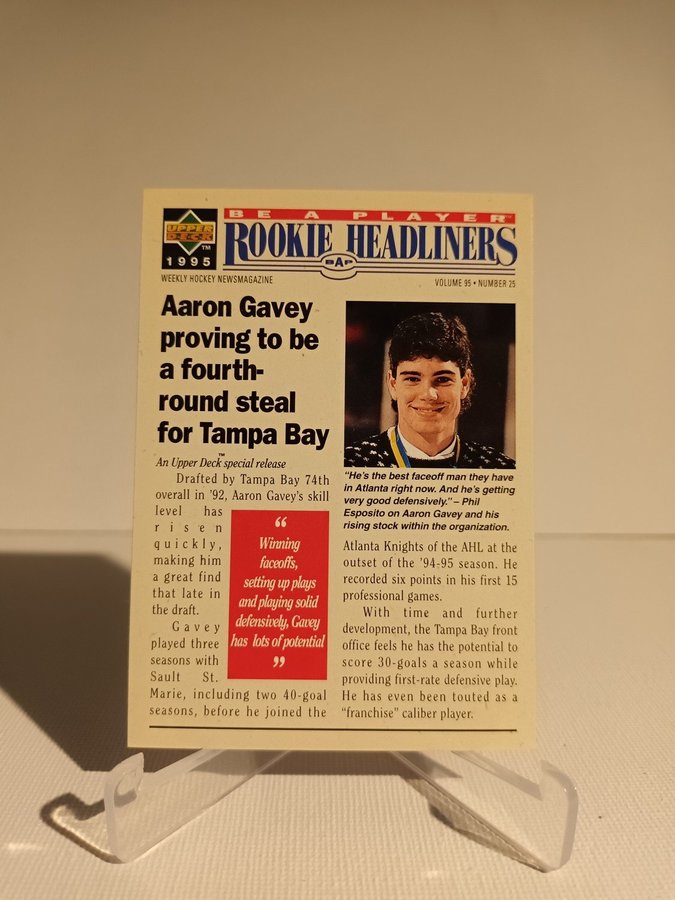 UPPER DECK™
1995
BE A PLAYER™
ROOKIE HEADLINERS
BAP
WEEKLY HOCKEY NEWSMAGAZINE
VOLUME 95 • NUMBER 25
Aaron Gavey
proving to be
a fourth-
round steal
for Tampa Bay
An Upper Deck™ special release
Drafted by Tampa Bay 74th
overall in '92, Aaron Gavey's skill
level has
risen
quickly,
making him
a great find
that late in
the draft.
Gavey
played three
seasons with
Sault St.
Marie, including two 40-goal
seasons, before he joined the
“
Winning
faceoffs,
setting up plays
and playing solid
defensively, Gavey
has lots of potential
”
"He's the best faceoff man they have
in Atlanta right now. And he's getting
very good defensively." – Phil
Esposito on Aaron Gavey and his
rising stock within the organization.
Atlanta Knights of the AHL at the
outset of the '94-95 season. He
recorded six points in his first 15
professional games.
With time and further
development, the Tampa Bay front
office feels he has the potential to
score 30-goals a season while
providing first-rate defensive play.
He has even been touted as a
"franchise" caliber player.